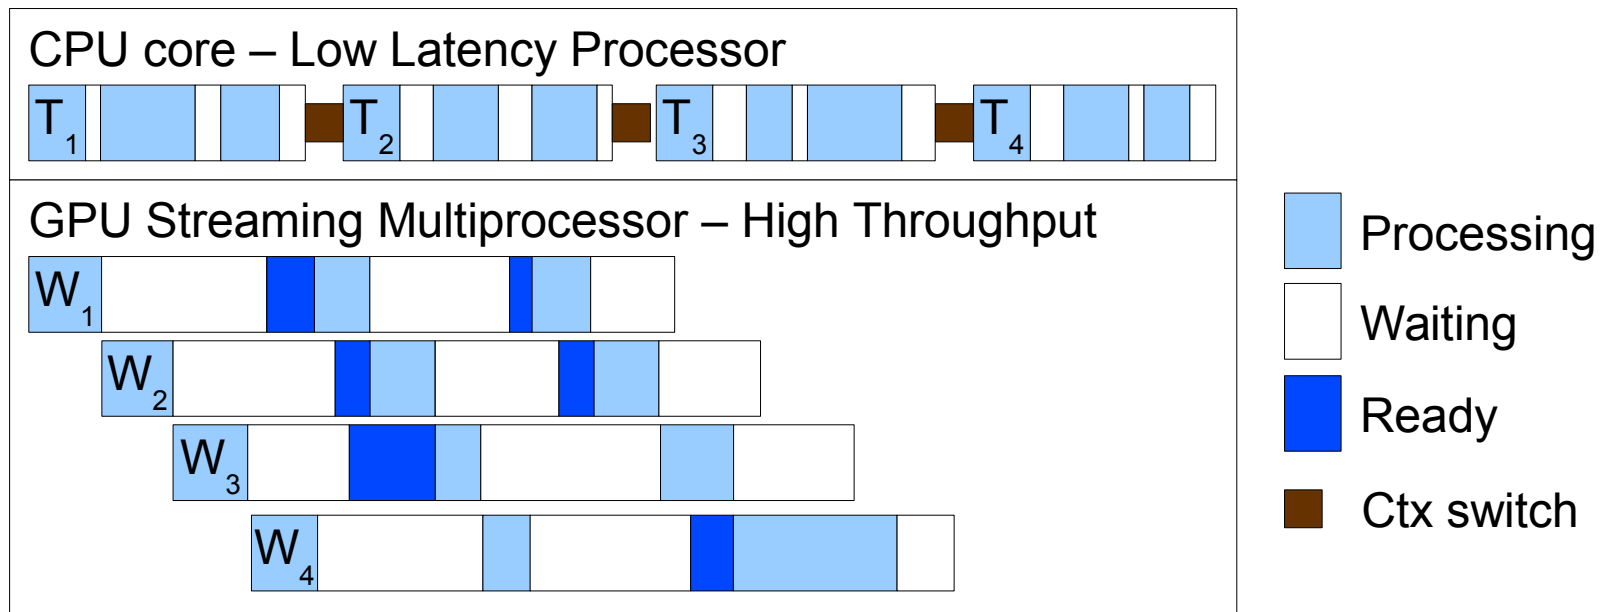 CPU core – Low Latency Processor
T1 T2 T3 T4
GPU Streaming Multiprocessor – High Throughput
W1
W2
W3
W4
Processing
Waiting
Ready
Ctx switch